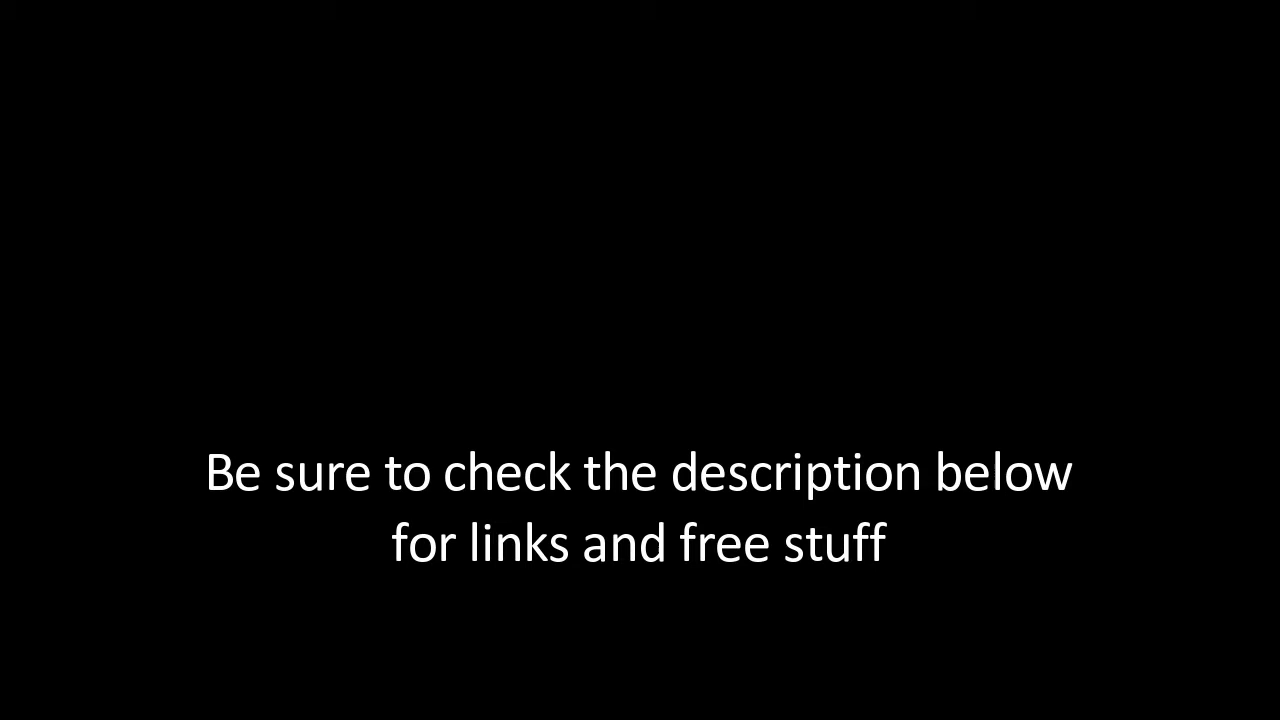 Be sure to check the description below
for links and free stuff